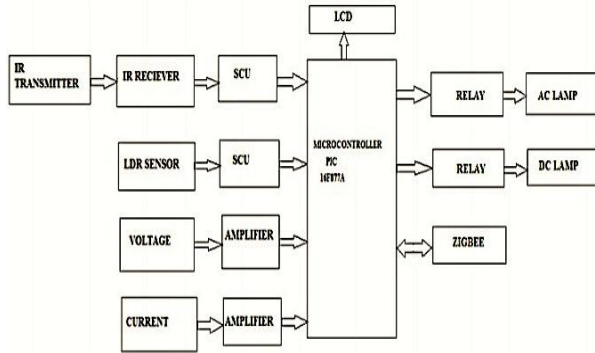 LCD
IR
TRANSMITTER
IR RECIEVER
SCU
RELAY
AC LAMP
MICROCONTROLLER
PIC
16F877A
LDR SENSOR
SCU
RELAY
DC LAMP
VOLTAGE
AMPLIFIER
ZIGBEE
CURRENT
AMPLIFIER